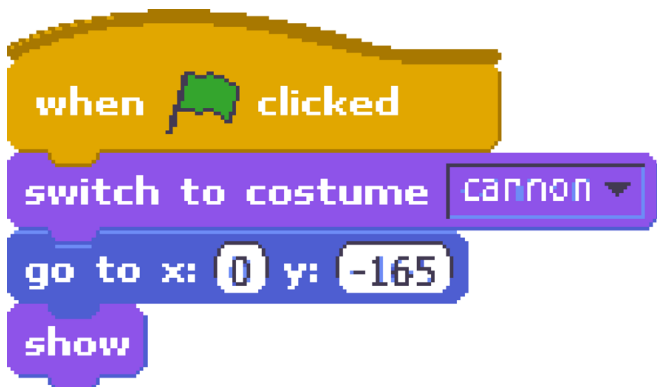 when clicked
switch to costume cannon
go to x: 0 y: -165
show